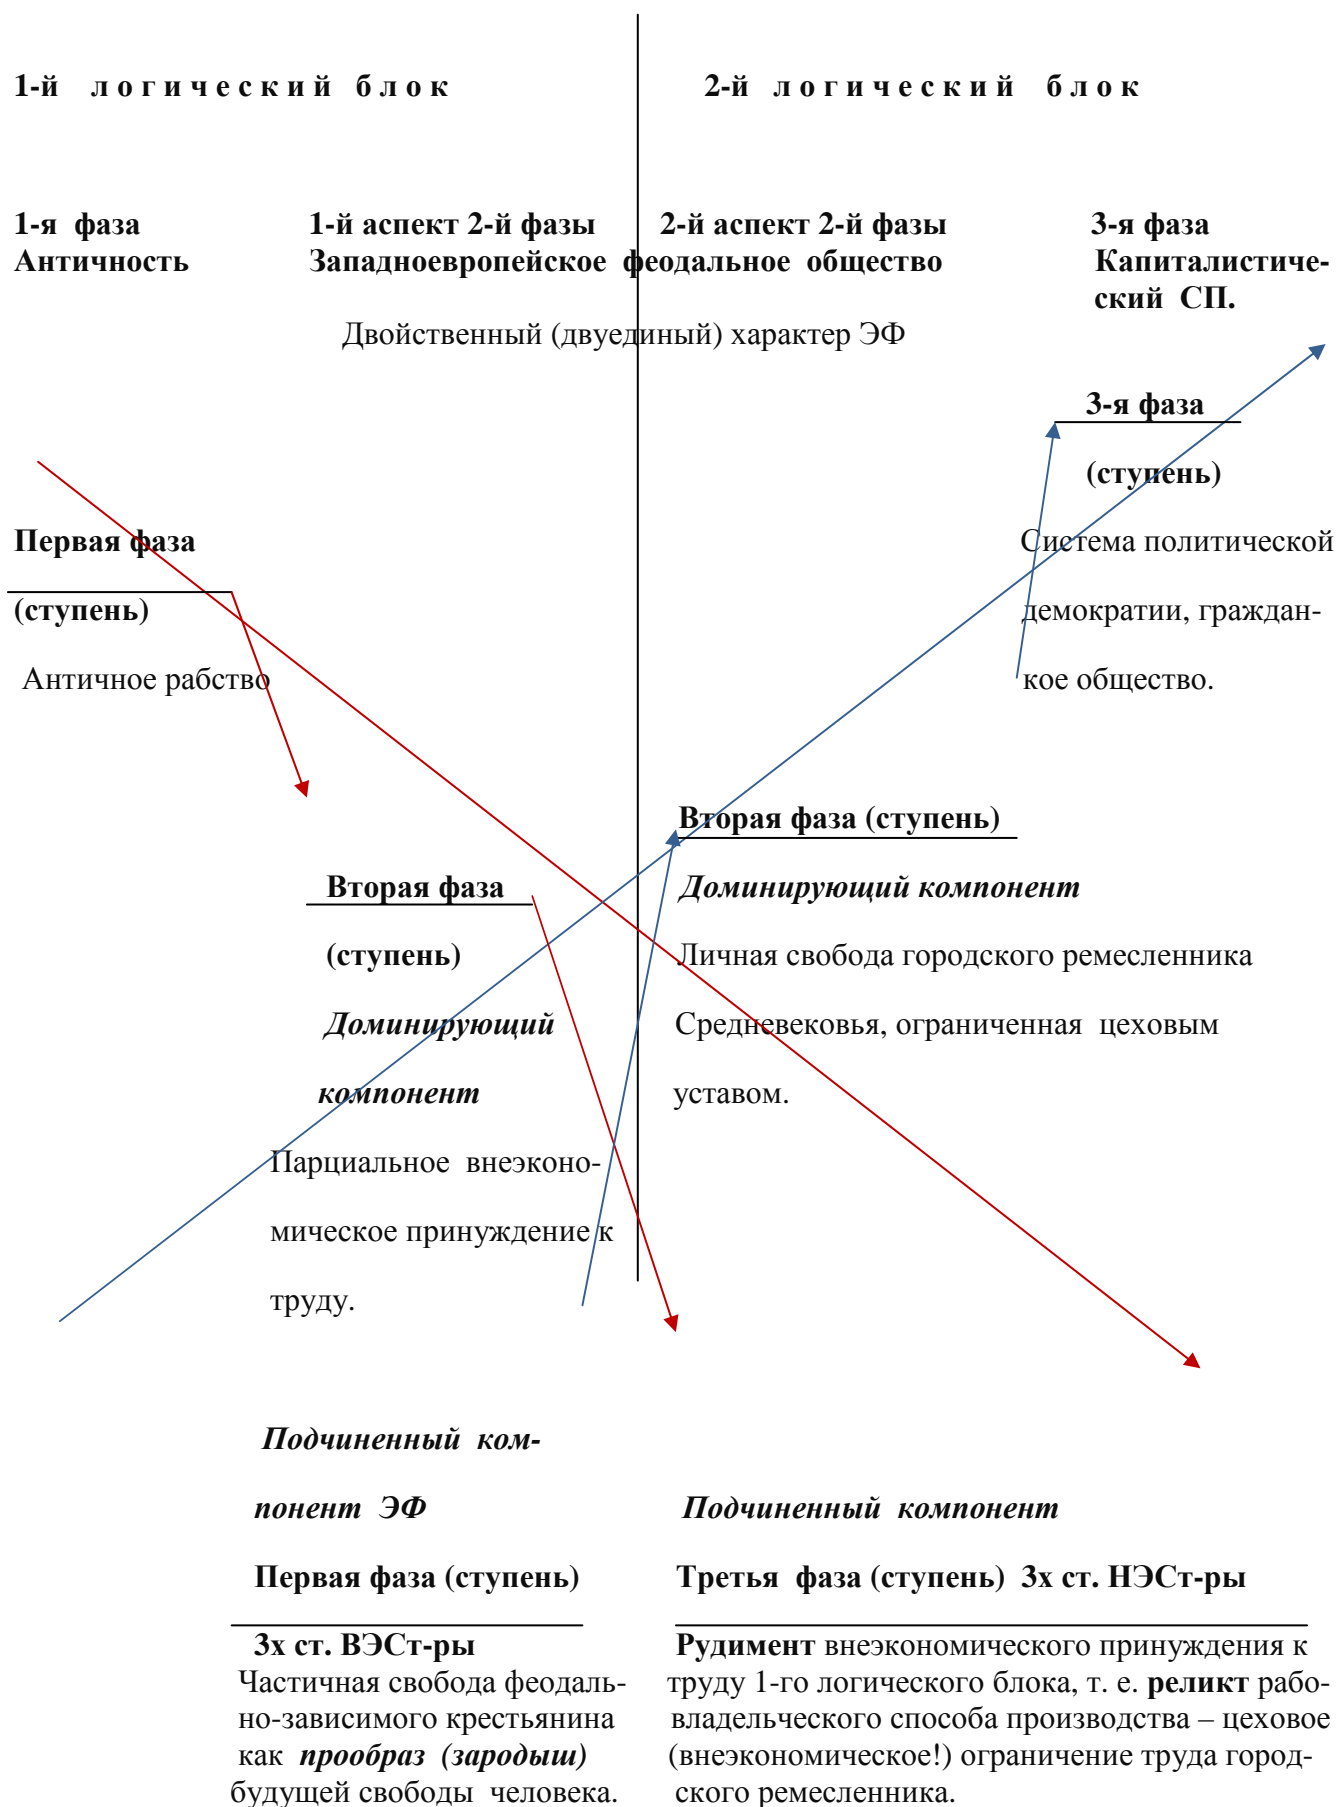 1-й логический блок
2-й логический блок
1-я фаза
Античность
1-й аспект 2-й фазы
2-й аспект 2-й фазы
Западноевропейское феодальное общество
3-я фаза
Капиталистиче-
ский СП.
Двойственный (двуединый) характер ЭФ
3-я фаза
(ступень)
Система политической
демократии, граждан-
кое общество.
Первая фаза
(ступень)
Античное рабство
Вторая фаза
(ступень)
Доминирующий
компонент
Парциальное внеэконо-
мическое принуждение к
труду.
Вторая фаза (ступень)
Доминирующий компонент
Личная свобода городского ремесленника
Средневековья, ограниченная цеховым
уставом.
Подчиненный ком-
понент ЭФ
Первая фаза (ступень)
3х ст. ВЭСт-ры
Частичная свобода феодаль-
но-зависимого крестьянина
как прообраз (зародыш)
будущей свободы человека.
Подчиненный компонент
Третья фаза (ступень) 3х ст. НЭСт-ры
Рудимент внеэкономического принуждения к
труду 1-го логического блока, т. е. реликт рабо-
владельческого способа производства – цеховое
(внеэкономическое!) ограничение труда город-
ского ремесленника.